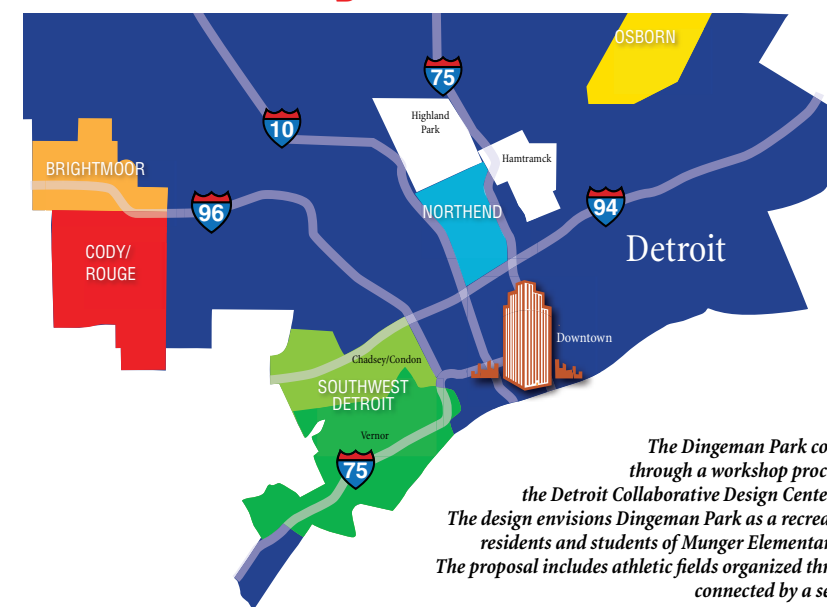 OSBORN
75
Highland
Park
10
Hamtramck
BRIGHTMOOR
96
NORTHEND
94
CODY/
ROUGE
Detroit
Downtown
Chadsey/Condon
SOUTHWEST
DETROIT
Vernor
75
The Dingeman Park co
through a workshop proc
the Detroit Collaborative Design Cente
The design envisions Dingeman Park as a recrea
residents and students of Munger Elementar
The proposal includes athletic fields organized thr
connected by a se